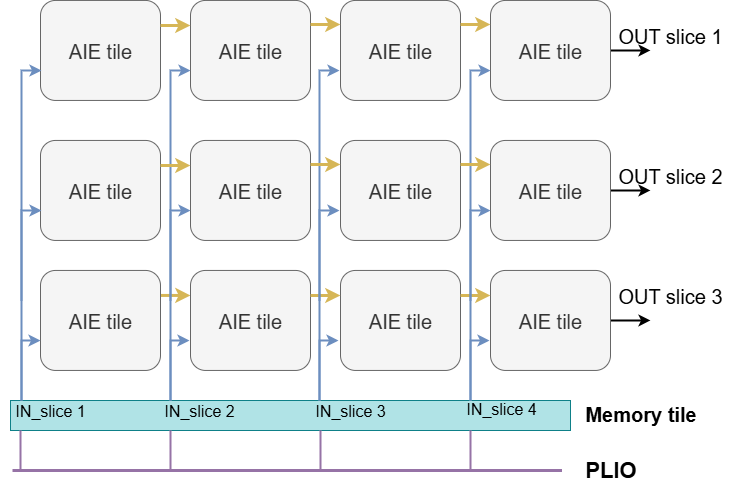 AIE tile
AIE tile
AIE tile
AIE tile
OUT slice 1
AIE tile
AIE tile
AIE tile
AIE tile
OUT slice 2
AIE tile
AIE tile
AIE tile
AIE tile
OUT slice 3
IN_slice 1
IN_slice 2
IN_slice 3
IN_slice 4
Memory tile
PLIO